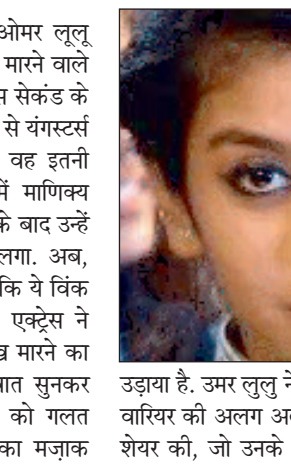 ओमर लूलू
मारने वाले
सेकंड के
से यंगस्टर्स
वह इतनी
में माणिक्य
के बाद उन्हें
लगा. अब,
कि ये विंक
एक्ट्रेस ने
मारने का
सुनकर
को गलत
का मज़ाक
उड़ाया है. उमर लुलु ने
वारियर की अलग
शेयर की, जो उनके